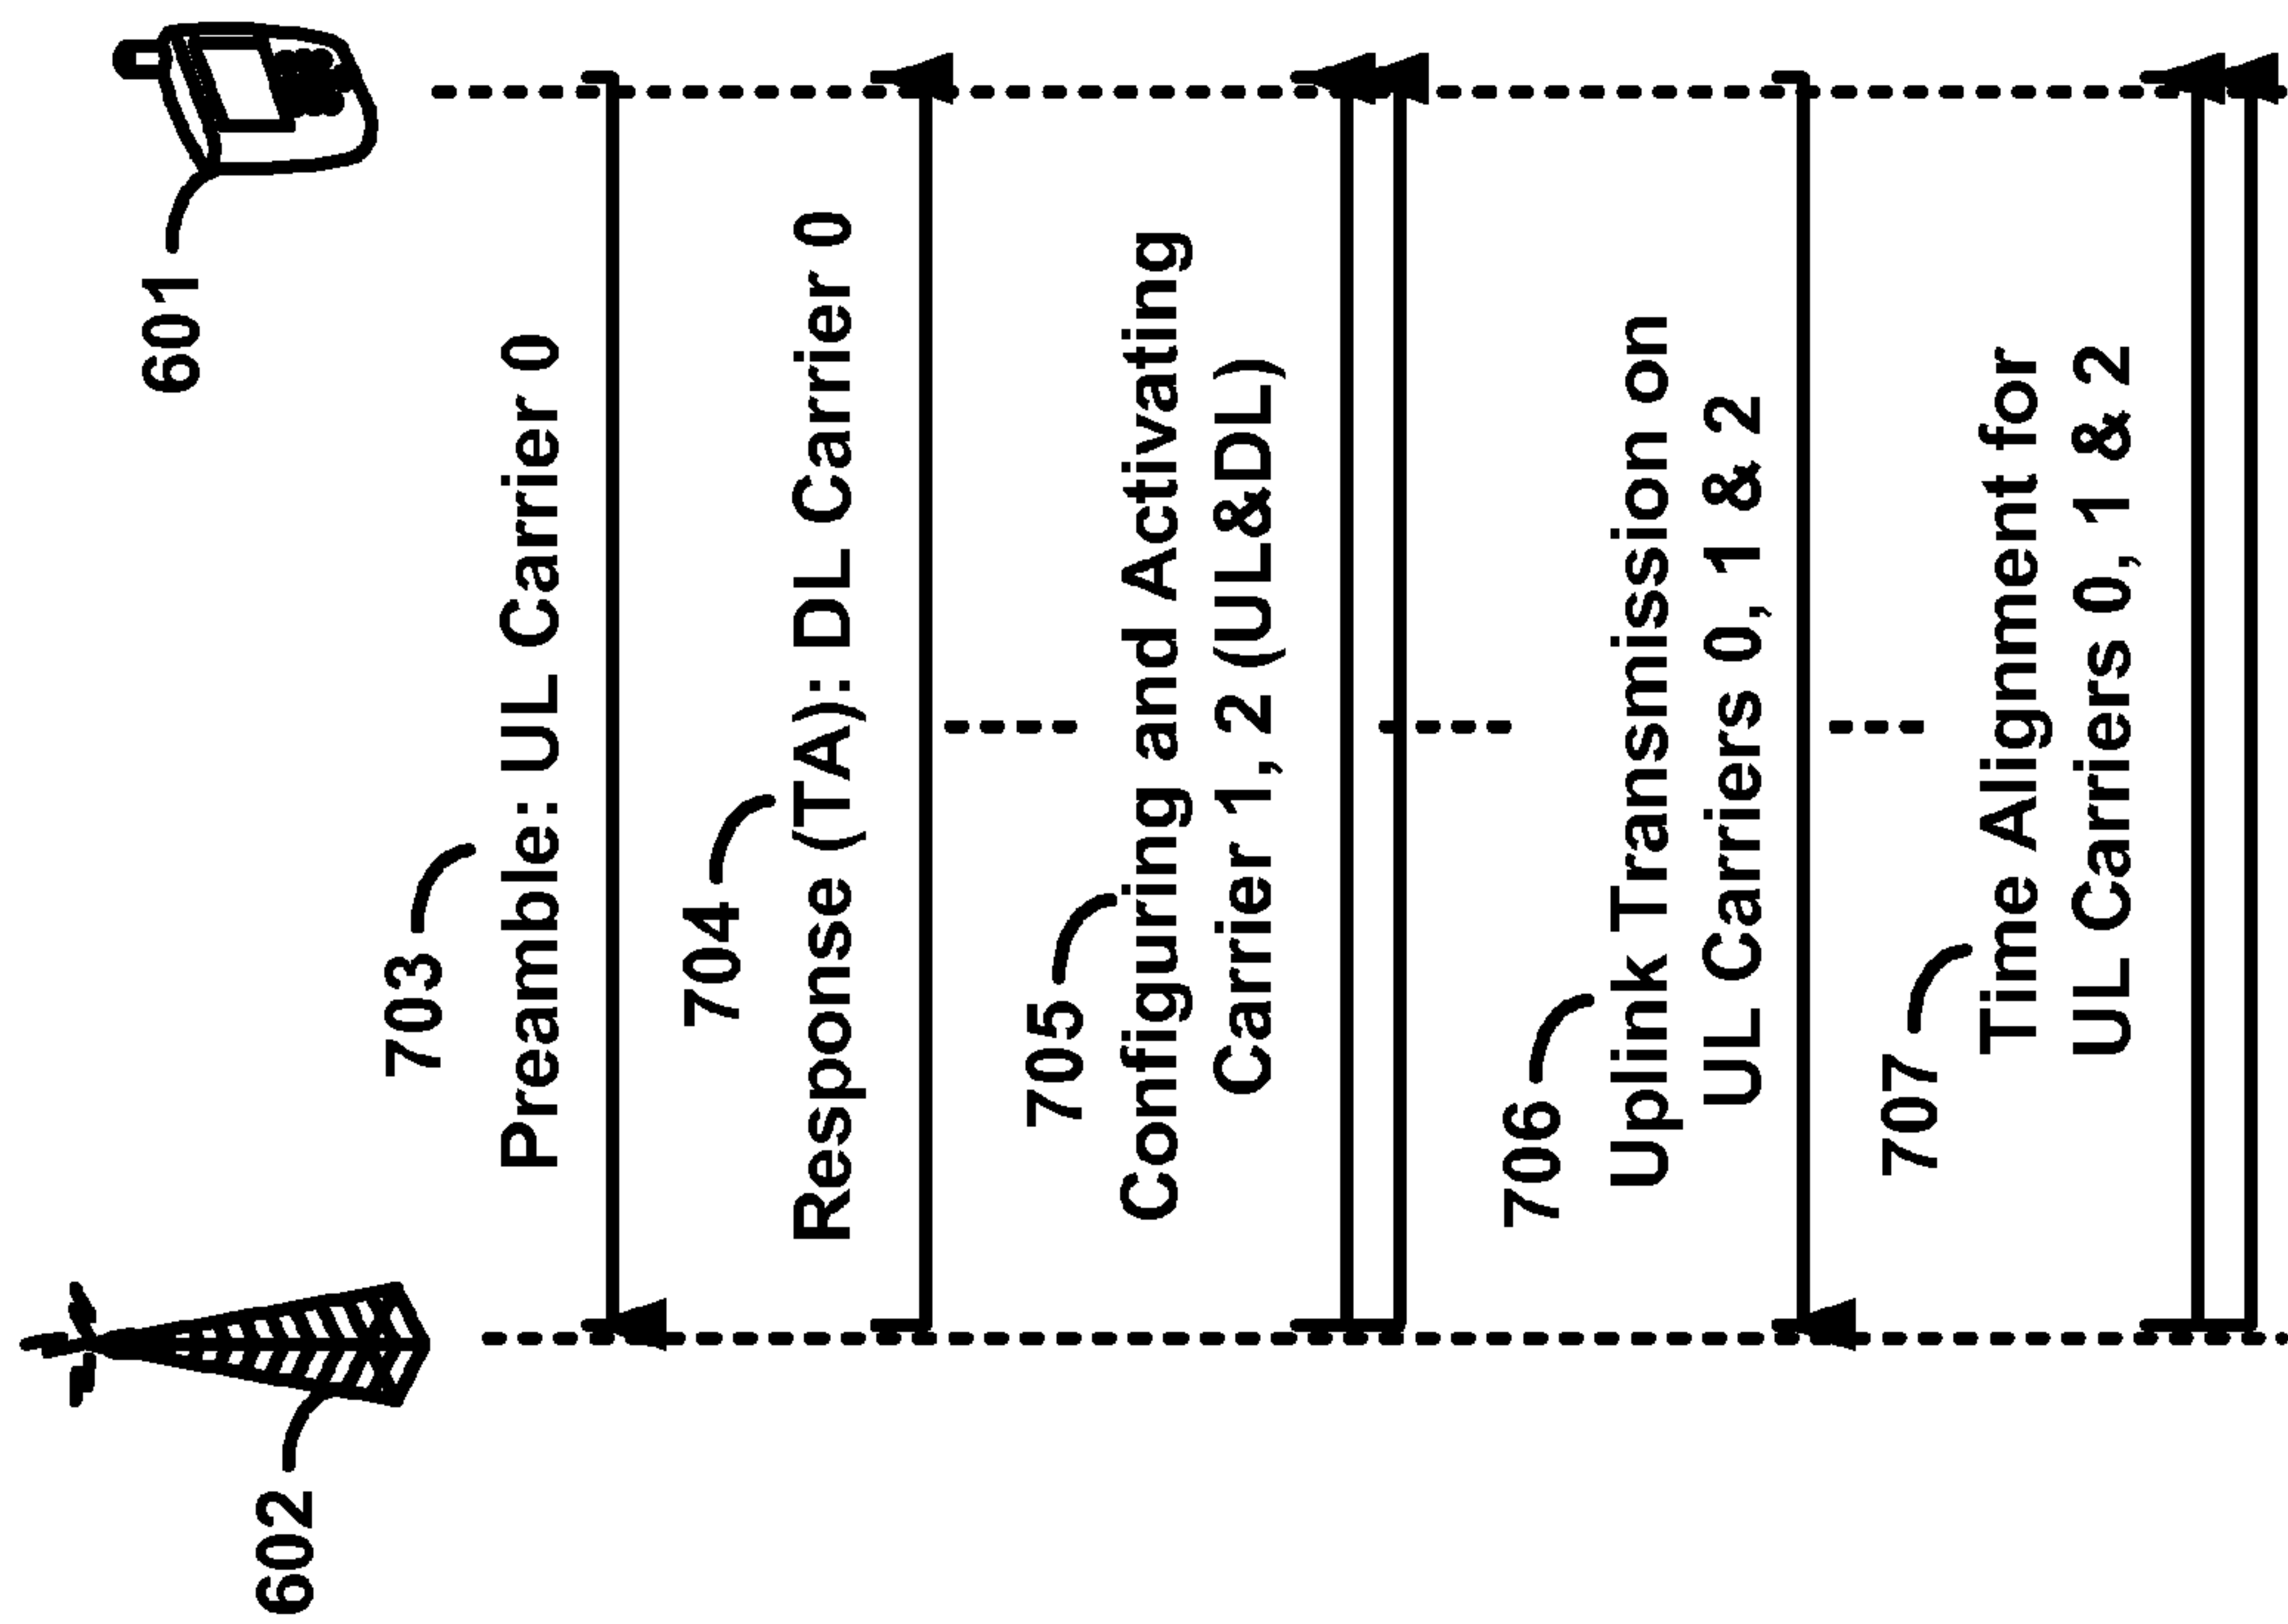 602
601
703
Preamble: UL Carrier 0
704
Response (TA): DL Carrier 0
705
Configuring and Activating
Carrier 1, 2 (UL&DL)
706
Uplink Transmission on
UL Carriers 0, 1 & 2
707
Time Alignment for
UL Carriers 0, 1 & 2